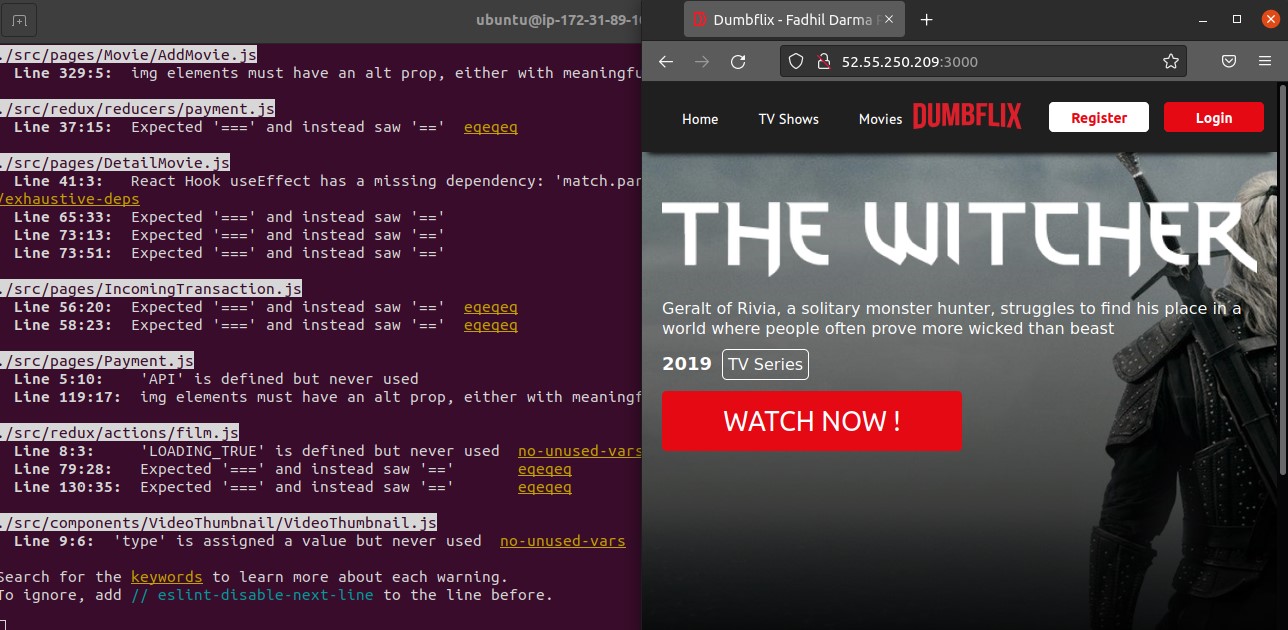 ubuntu@ip-172-31-89-1
./src/pages/Movie/AddMovie.js
Line 329:5: img elements must have an alt prop, either with
./src/redux/reducers/payment.js
Line 37:15: Expected '===' and instead saw '==' eqeqeq
./src/pages/DetailMovie.js
Line 41:3: React Hook useEffect has a missing dependency:
/exhaustive-deps
Line 65:33: Expected '===' and instead saw '=='
Line 73:13: Expected '===' and instead saw '=='
Line 73:51: Expected '===' and instead saw '=='
./src/pages/IncomingTransaction.js
Line 56:20: Expected '===' and instead saw '==' eqeqeq
Line 58:23: Expected '===' and instead saw '==' eqeqeq
./src/pages/Payment.js
Line 5:10: 'API' is defined but never used
Line 119:17: img elements must have an alt prop, either with
./src/redux/actions/film.js
Line 8:3: 'LOADING_TRUE' is defined but never used no-unused-vars
Line 79:28: Expected '===' and instead saw '==' eqeqeq
Line 130:35: Expected '===' and instead saw '==' eqeqeq
./src/components/VideoThumbnail/VideoThumbnail.js
Line 9:6: 'type' is assigned a value but never used no-unused-vars
Search for the keywords to learn more about each warning.
To ignore, add // eslint-disable-next-line to the line before.
Dumbflix - Fadhil Darma
52.55.250.209:3000
Home TV Shows Movies DUMBFLIX Register Login
THE WITCHER
Geralt of Rivia, a solitary monster hunter, struggles to find his place in a
world where people often prove more wicked than beast
2019 TV Series
WATCH NOW !